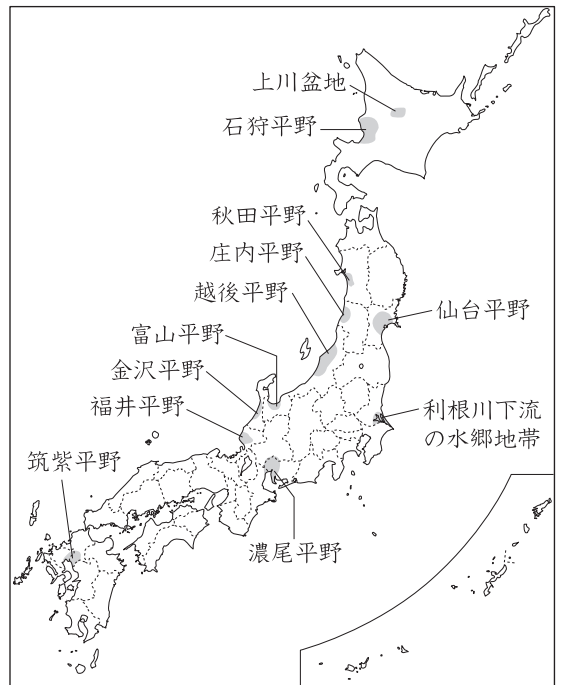 上川盆地
石狩平野
秋田平野
庄内平野
越後平野
仙台平野
富山平野
金沢平野
福井平野
利根川下流
の水郷地帯
筑紫平野
濃尾平野